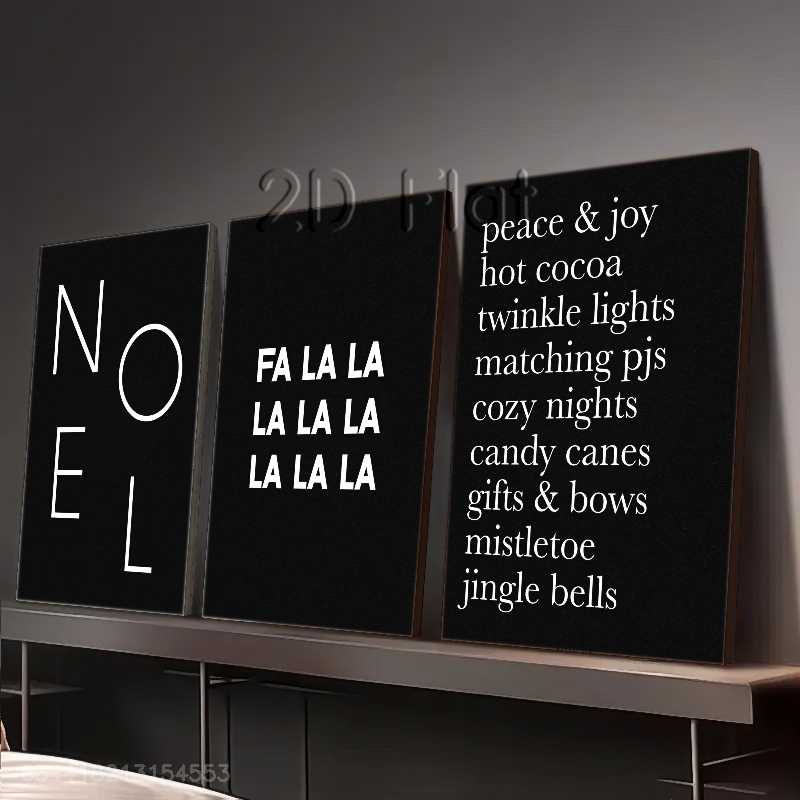 2D Flat
N
O
E
L
FA LA LA
LA LA LA
LA LA LA
peace & joy
hot cocoa
twinkle lights
matching pjs
cozy nights
candy canes
gifts & bows
mistletoe
jingle bells